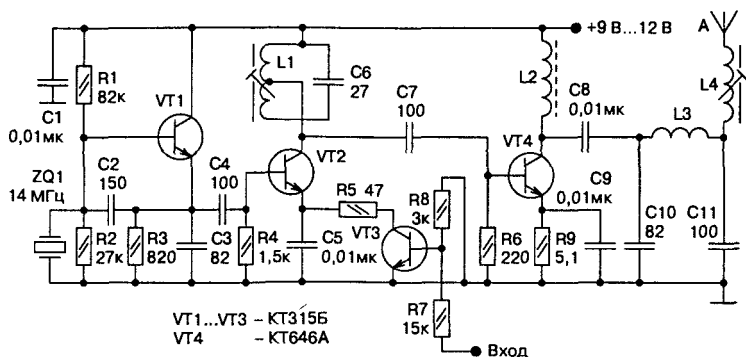 +9 В...12 В
А
L1
C6
27
L2
C8
0,01мк
L4
L3
R1
82к
VT1
C1
0,01мк
C7
100
ZQ1
14 МГц
C2
150
C4
100
VT2
R5 47
R8
3к
VT4
C9
0,01мк
R2
27к
R3
820
C3
82
R4
1,5к
C5
0,01мк
VT3
R6
220
R9
5,1
C10
82
C11
100
R7
15к
Вход
VT1...VT3 – КТ315Б
VT4 – КТ646А